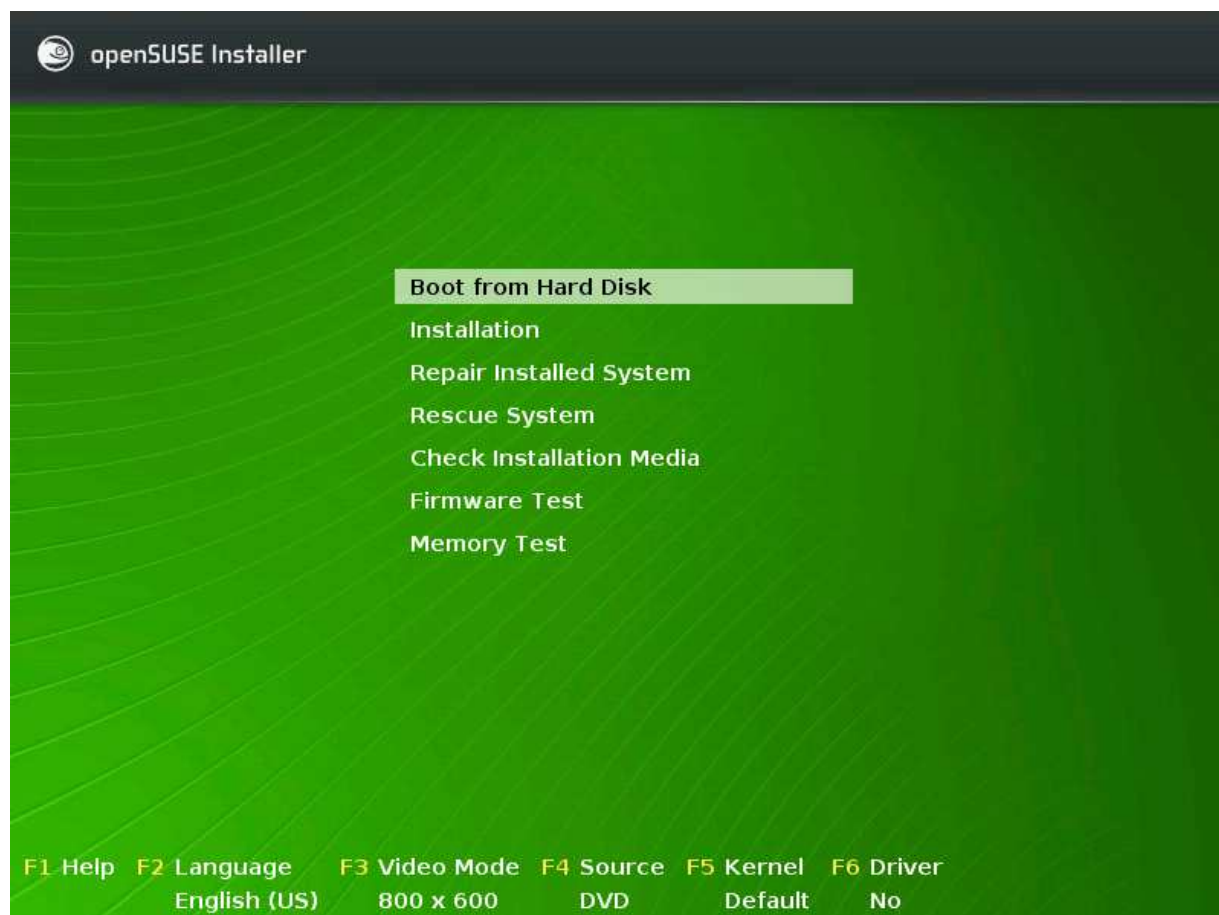 openSUSE Installer
Boot from Hard Disk
Installation
Repair Installed System
Rescue System
Check Installation Media
Firmware Test
Memory Test
F1 Help F2 Language F3 Video Mode F4 Source F5 Kernel F6 Driver
English (US) 800 x 600 DVD Default No